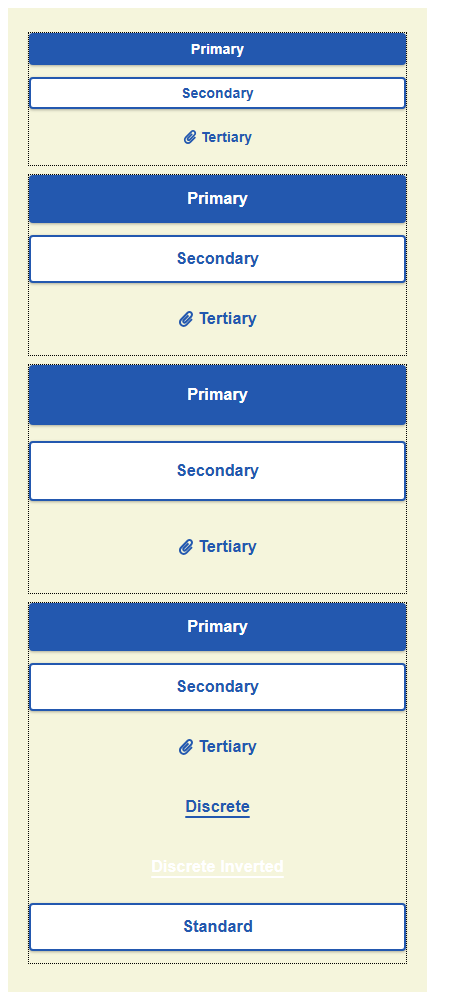 Primary
Secondary
Tertiary
Primary
Secondary
Tertiary
Primary
Secondary
Tertiary
Primary
Secondary
Tertiary
Discrete
Discrete Inverted
Standard